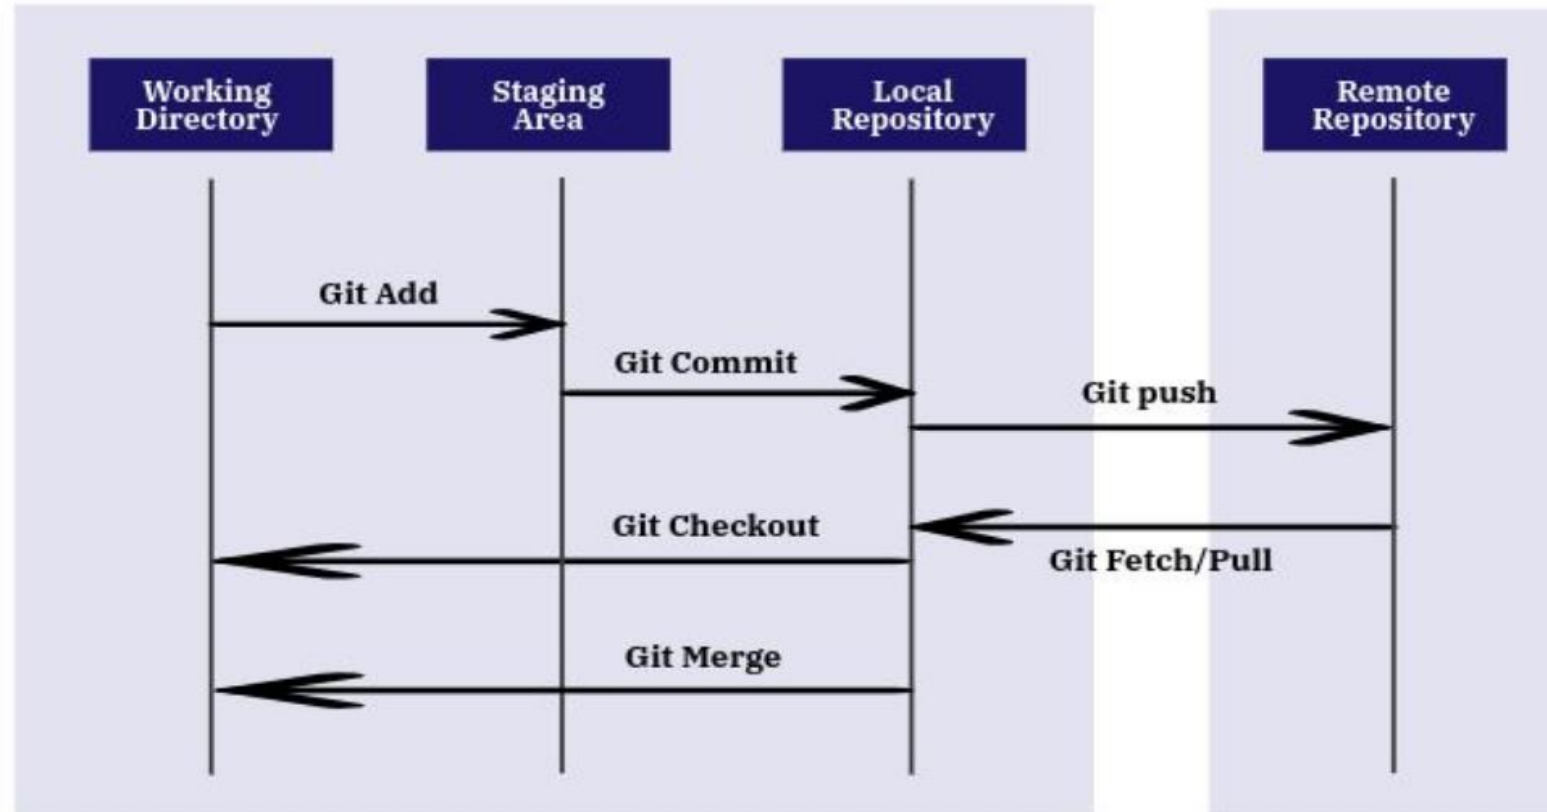 Working
Directory
Staging
Area
Local
Repository
Remote
Repository
Git Add
Git Commit
Git push
Git Checkout
Git Fetch/Pull
Git Merge